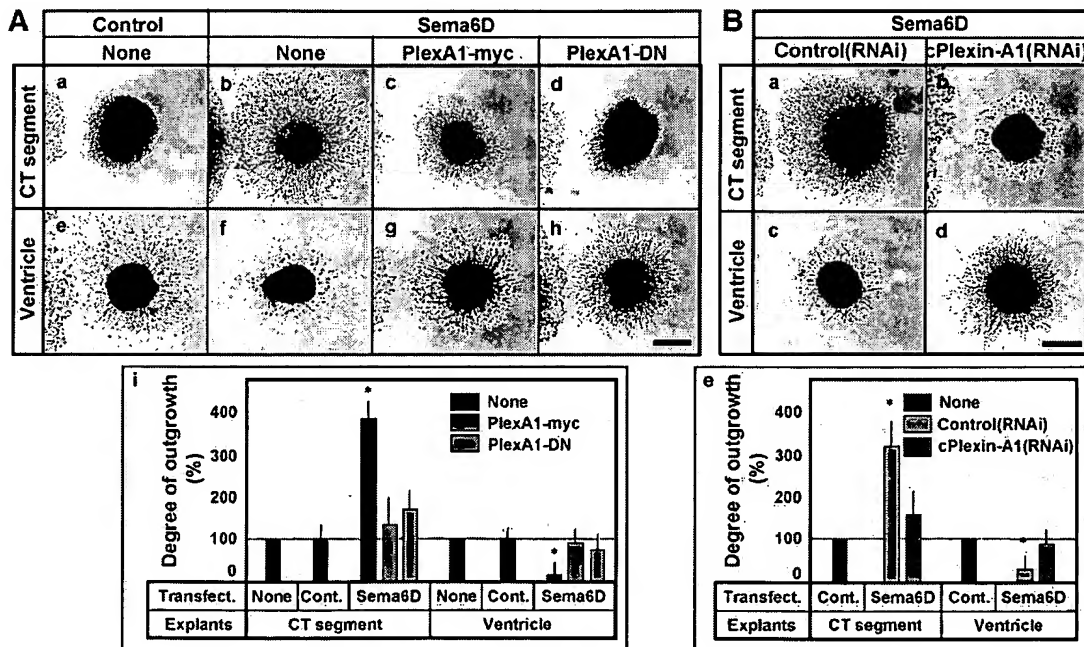 A
Control
Sema6D
None
None
PlexA1-myc
PlexA1-DN
CT segment
a
b
c
d
Ventricle
e
f
g
h
B
Sema6D
Control(RNAi)
cPlexin-A1(RNAi)
CT segment
a
b
Ventricle
c
d
i
Degree of outgrowth
(%)
400
300
200
100
0
*
None
PlexA1-myc
PlexA1-DN
*
Transfect.
None
Cont.
Sema6D
None
Cont.
Sema6D
Explants
CT segment
Ventricle
e
Degree of outgrowth
(%)
400
300
200
100
0
*
None
Control(RNAi)
cPlexin-A1(RNAi)
*
Transfect.
Cont.
Sema6D
Cont.
Sema6D
Explants
CT segment
Ventricle